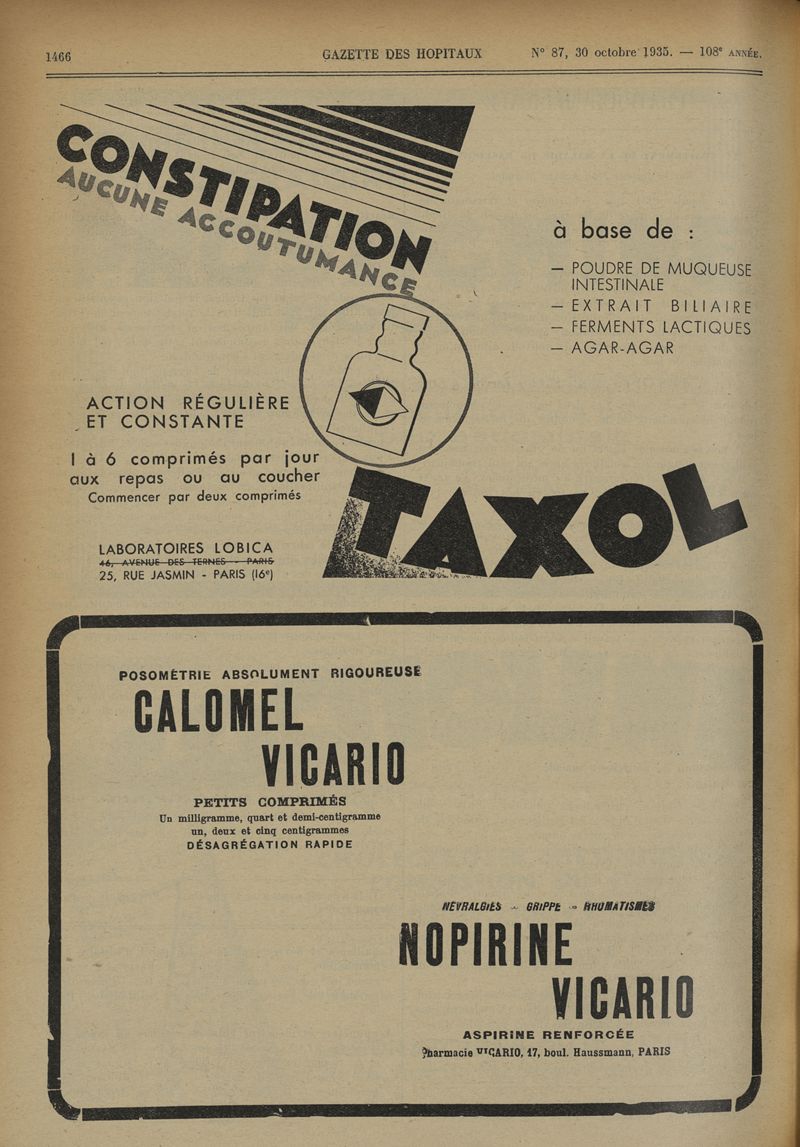 1466 GAZETTE DES HOPITAUX N° 87, 30 octobre 1935. — 108e ANNÉE.
CONSTIPATION
AUCUNE ACCOUTUMANCE
à base de :
— POUDRE DE MUQUEUSE
INTESTINALE
— EXTRAIT BILIAIRE
— FERMENTS LACTIQUES
— AGAR-AGAR
ACTION RÉGULIÈRE
ET CONSTANTE
1 à 6 comprimés par jour
aux repas ou au coucher
Commencer par deux comprimés
TAXOL
LABORATOIRES LOBICA
46, AVENUE DES TERNES - PARIS
25, RUE JASMIN - PARIS (16e)
POSOMÉTRIE ABSOLUMENT RIGOUREUSE
CALOMEL
VICARIO
PETITS COMPRIMÉS
Un milligramme, quart et demi-centigramme
un, deux et cinq centigrammes
DÉSAGRÉGATION RAPIDE
NÉVRALGIES - GRIPPE - RHUMATISMES
NOPIRINE
VICARIO
ASPIRINE RENFORCÉE
Pharmacie VICARIO, 17, boul. Haussmann, PARIS